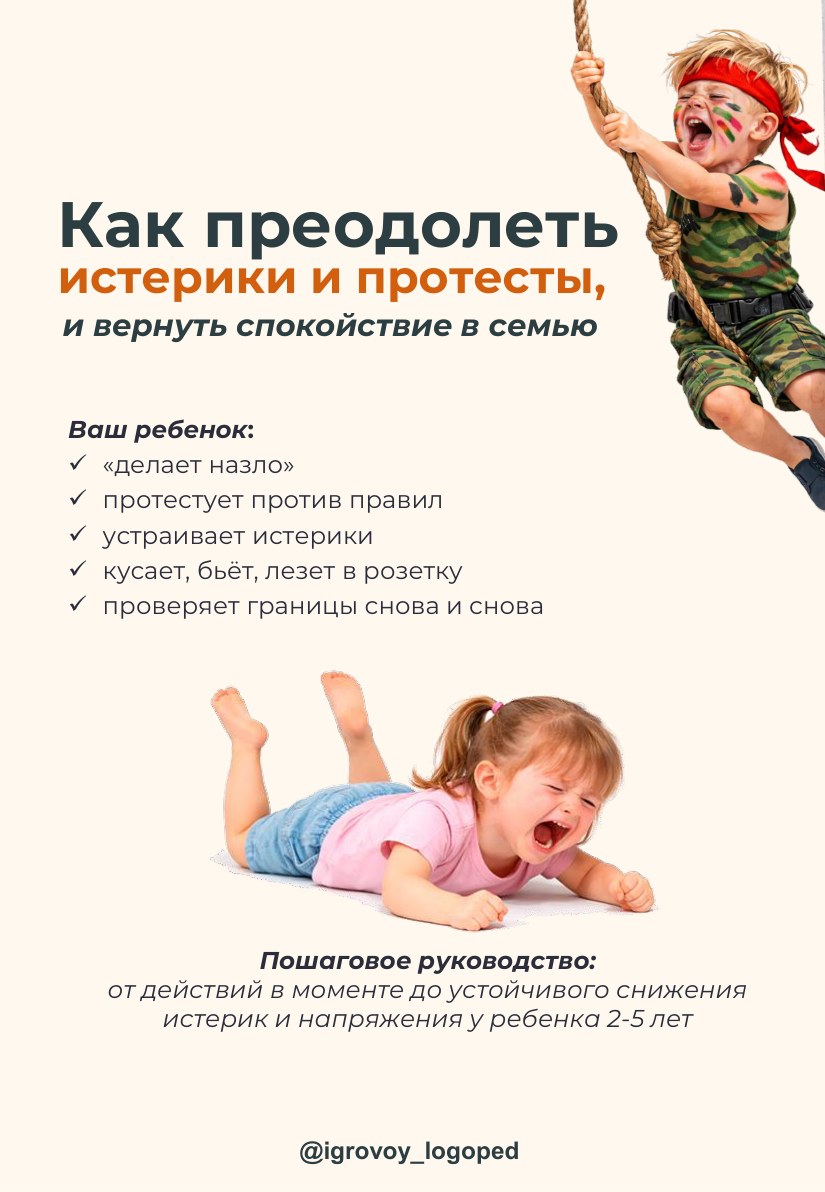 Как преодолеть
истерики и протесты,
и вернуть спокойствие в семью
Ваш ребенок:
✓ «делает назло»
✓ протестует против правил
✓ устраивает истерики
✓ кусает, бьёт, лезет в розетку
✓ проверяет границы снова и снова
Пошаговое руководство:
от действий в моменте до устойчивого снижения
истерик и напряжения у ребенка 2-5 лет
@igrovoy_logoped